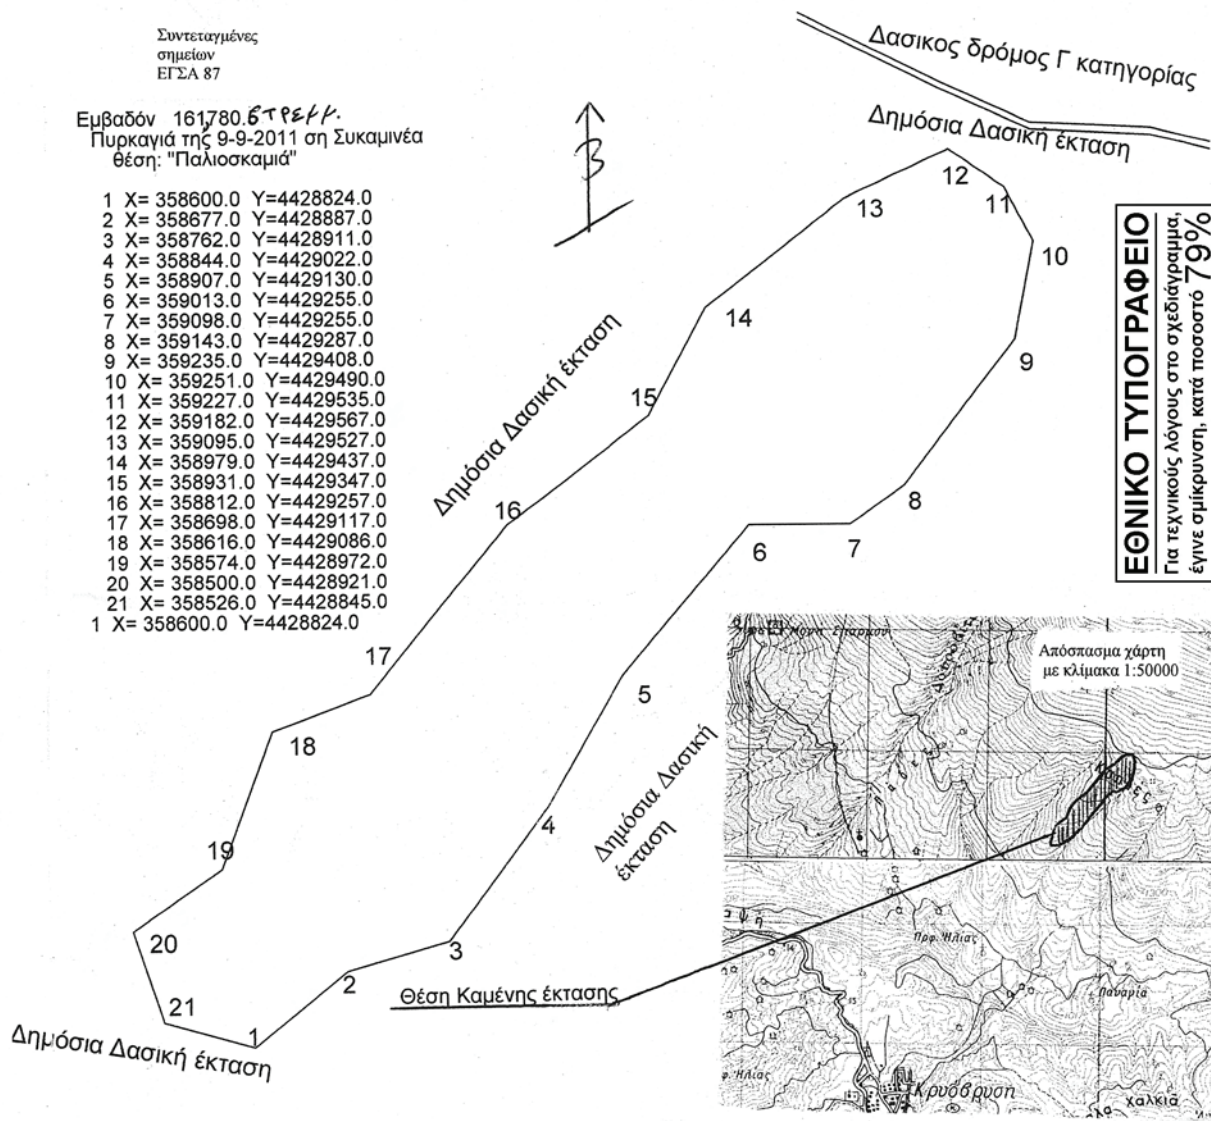 Συντεταγμένες
σημείων
ΕΓΣΑ 87
Εμβαδόν 161,780.ΣΤΡΕΜΜ.
Πυρκαγιά της 9-9-2011 ση Συκαμινέα
θέση: "Παλιοσκαμιά"
1 X= 358600.0 Y=4428824.0
2 X= 358677.0 Y=4428887.0
3 X= 358762.0 Y=4428911.0
4 X= 358844.0 Y=4429022.0
5 X= 358907.0 Y=4429130.0
6 X= 359013.0 Y=4429255.0
7 X= 359098.0 Y=4429255.0
8 X= 359143.0 Y=4429287.0
9 X= 359235.0 Y=4429408.0
10 X= 359251.0 Y=4429490.0
11 X= 359227.0 Y=4429535.0
12 X= 359182.0 Y=4429567.0
13 X= 359095.0 Y=4429527.0
14 X= 358979.0 Y=4429437.0
15 X= 358931.0 Y=4429347.0
16 X= 358812.0 Y=4429257.0
17 X= 358698.0 Y=4429117.0
18 X= 358616.0 Y=4429086.0
19 X= 358574.0 Y=4428972.0
20 X= 358500.0 Y=4428921.0
21 X= 358526.0 Y=4428845.0
1 X= 358600.0 Y=4428824.0
Β
Δασικος δρόμος Γ κατηγορίας
Δημόσια Δασική έκταση
12
11
13
10
14
9
15
16
8
6
7
17
5
18
4
19
20
3
2
21
1
Δημόσια Δασική έκταση
Δημόσια Δασική
έκταση
Δημόσια Δασική έκταση
Θέση Καμένης έκτασης
ΕΘΝΙΚΟ ΤΥΠΟΓΡΑΦΕΙΟ
Για τεχνικούς λόγους στο σχεδιάγραμμα,
έγινε σμίκρυνση, κατά ποσοστό 79%
Απόσπασμα χάρτη
με κλίμακα 1:50000
Μονή Σπαρμού
Πρφ. Ήλιας
Παναρία
φ. Ήλιας
Κρυόβρυση
χαλκιά